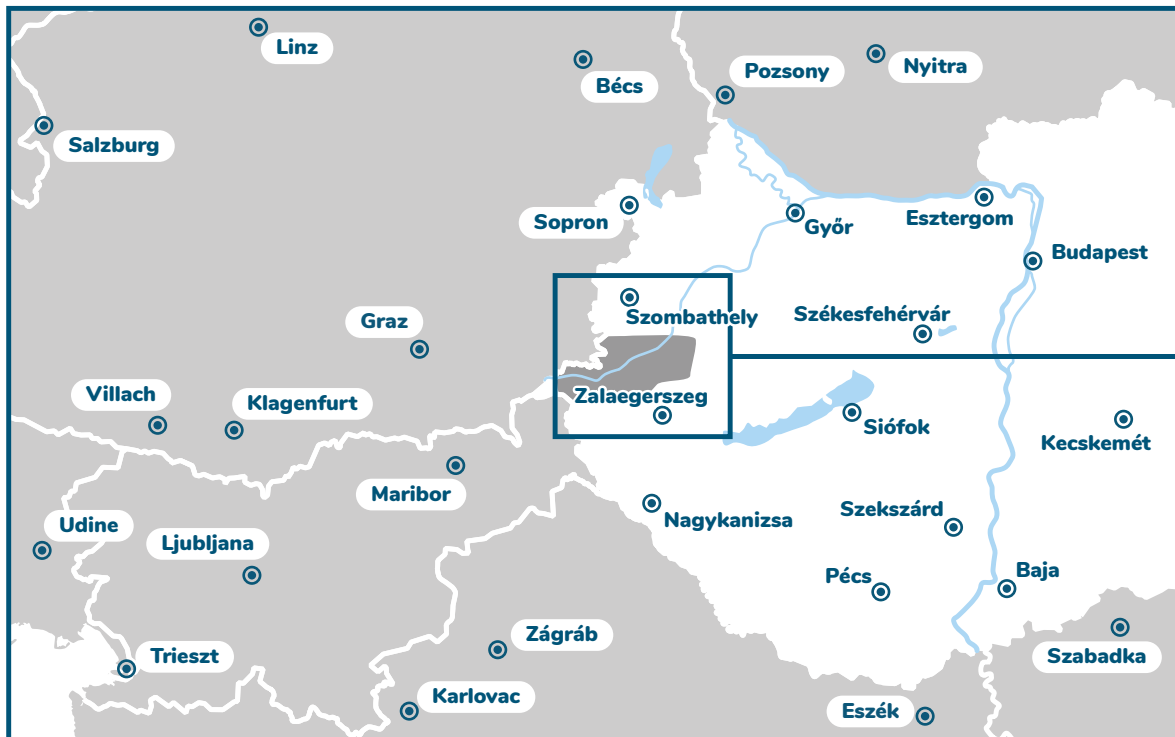 Linz
Bécs
Pozsony
Nyitra
Salzburg
Sopron
Győr
Esztergom
Budapest
Szombathely
Székesfehérvár
Graz
Villach
Klagenfurt
Zalaegerszeg
Siófok
Kecskemét
Maribor
Nagykanizsa
Szekszárd
Udine
Ljubljana
Pécs
Baja
Zágráb
Trieszt
Szabadka
Karlovac
Eszék